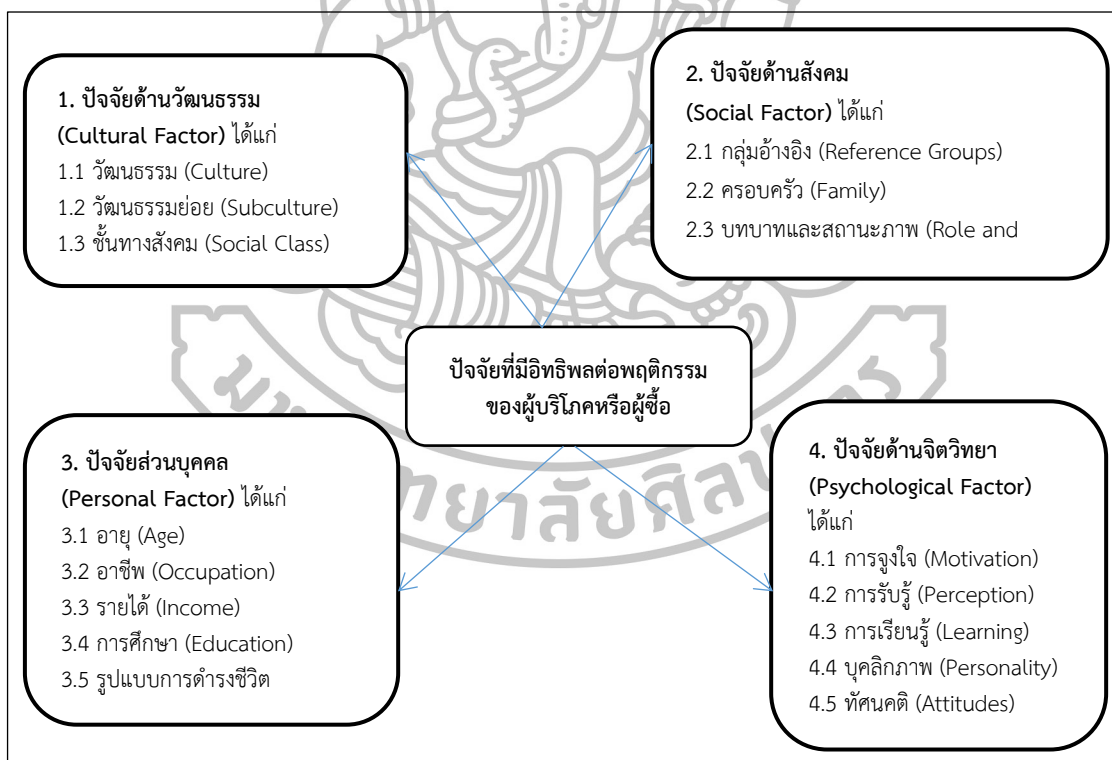 1. ปัจจัยด้านวัฒนธรรม
(Cultural Factor) ได้แก่
1.1 วัฒนธรรม (Culture)
1.2 วัฒนธรรมย่อย (Subculture)
1.3 ชั้นทางสังคม (Social Class)
2. ปัจจัยด้านสังคม
(Social Factor) ได้แก่
2.1 กลุ่มอ้างอิง (Reference Groups)
2.2 ครอบครัว (Family)
2.3 บทบาทและสถานะภาพ (Role and
ปัจจัยที่มีอิทธิพลต่อพฤติกรรม
ของผู้บริโภคหรือผู้ซื้อ
3. ปัจจัยส่วนบุคคล
(Personal Factor) ได้แก่
3.1 อายุ (Age)
3.2 อาชีพ (Occupation)
3.3 รายได้ (Income)
3.4 การศึกษา (Education)
3.5 รูปแบบการดำรงชีวิต
4. ปัจจัยด้านจิตวิทยา
(Psychological Factor)
ได้แก่
4.1 การจูงใจ (Motivation)
4.2 การรับรู้ (Perception)
4.3 การเรียนรู้ (Learning)
4.4 บุคลิกภาพ (Personality)
4.5 ทัศนคติ (Attitudes)